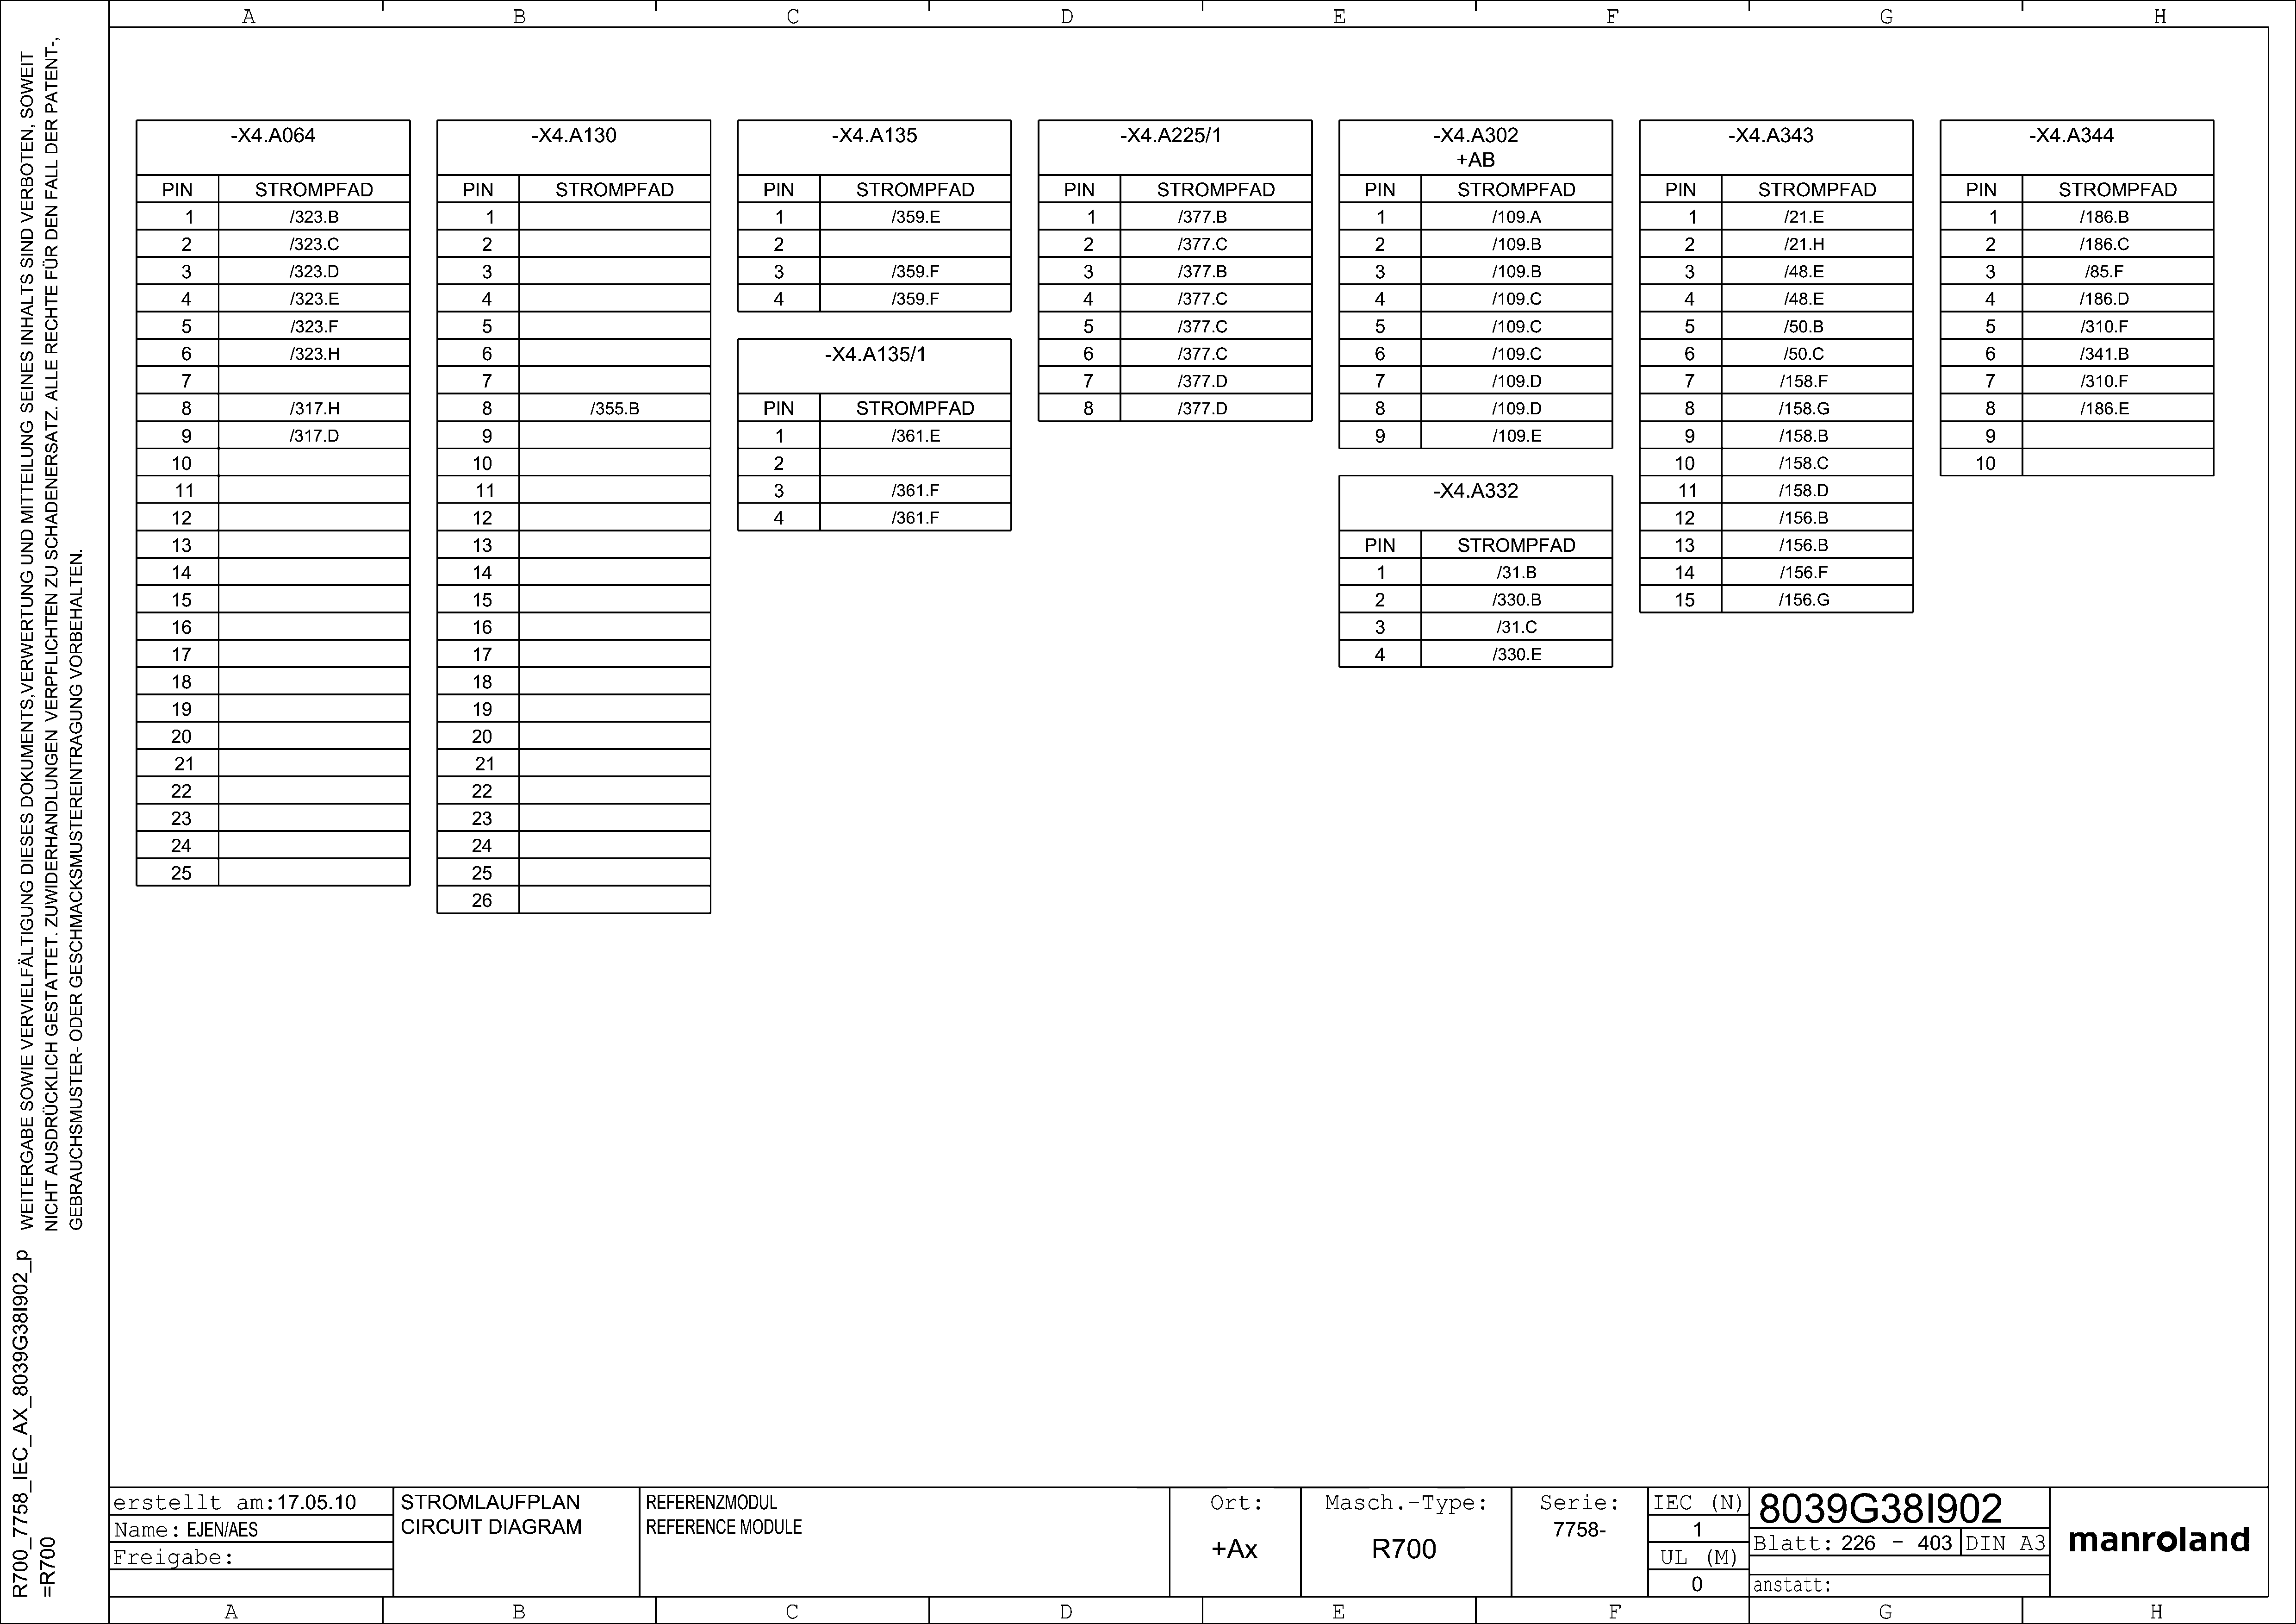 A B C D E F G H
WEITERGABE SOWIE VERVIELFÄLTIGUNG DIESES DOKUMENTS,VERWERTUNG UND MITTEILUNG SEINES INHALTS SIND VERBOTEN, SOWEIT
NICHT AUSDRÜCKLICH GESTATTET. ZUWIDERHANDLUNGEN VERPFLICHTEN ZU SCHADENERSATZ. ALLE RECHTE FÜR DEN FALL DER PATENT-,
GEBRAUCHSMUSTER- ODER GESCHMACKSMUSTEREINTRAGUNG VORBEHALTEN.
R700_7758_IEC_AX_8039G38I902_p
=R700
-X4.A064
PIN STROMPFAD
1 /323.B
2 /323.C
3 /323.D
4 /323.E
5 /323.F
6 /323.H
7
8 /317.H
9 /317.D
10
11
12
13
14
15
16
17
18
19
20
21
22
23
24
25
-X4.A130
PIN STROMPFAD
1
2
3
4
5
6
7
8 /355.B
9
10
11
12
13
14
15
16
17
18
19
20
21
22
23
24
25
26
-X4.A135
PIN STROMPFAD
1 /359.E
2
3 /359.F
4 /359.F
-X4.A135/1
PIN STROMPFAD
1 /361.E
2
3 /361.F
4 /361.F
-X4.A225/1
PIN STROMPFAD
1 /377.B
2 /377.C
3 /377.B
4 /377.C
5 /377.C
6 /377.C
7 /377.D
8 /377.D
-X4.A302
+AB
PIN STROMPFAD
1 /109.A
2 /109.B
3 /109.B
4 /109.C
5 /109.C
6 /109.C
7 /109.D
8 /109.D
9 /109.E
-X4.A332
PIN STROMPFAD
1 /31.B
2 /330.B
3 /31.C
4 /330.E
-X4.A343
PIN STROMPFAD
1 /21.E
2 /21.H
3 /48.E
4 /48.E
5 /50.B
6 /50.C
7 /158.F
8 /158.G
9 /158.B
10 /158.C
11 /158.D
12 /156.B
13 /156.B
14 /156.F
15 /156.G
-X4.A344
PIN STROMPFAD
1 /186.B
2 /186.C
3 /85.F
4 /186.D
5 /310.F
6 /341.B
7 /310.F
8 /186.E
9
10
erstellt am:17.05.10
Name: EJEN/AES
Freigabe:
STROMLAUFPLAN
CIRCUIT DIAGRAM
REFERENZMODUL
REFERENCE MODULE
Ort:
+Ax
Masch.-Type:
R700
Serie:
7758-
IEC (N)
1
UL (M)
0
8039G38I902
Blatt: 226 - 403 DIN A3
anstatt:
manroland
A B C D E F G H